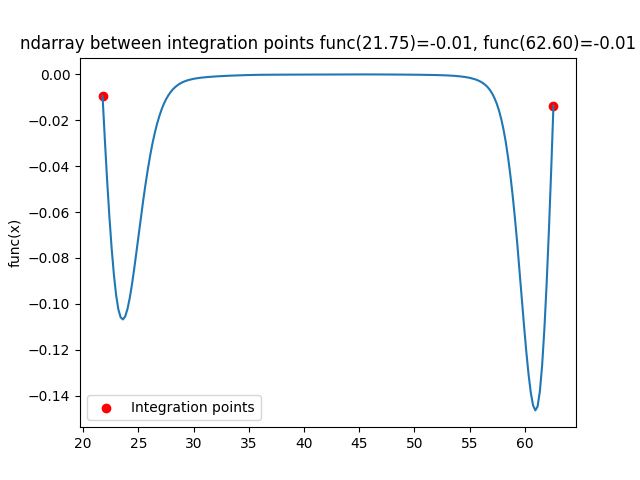 ndarray between integration points func(21.75)=-0.01, func(62.60)=-0.01
0.00
−0.02
−0.04
−0.06
−0.08
−0.10
−0.12
−0.14
func(x)
Integration points
20 25 30 35 40 45 50 55 60